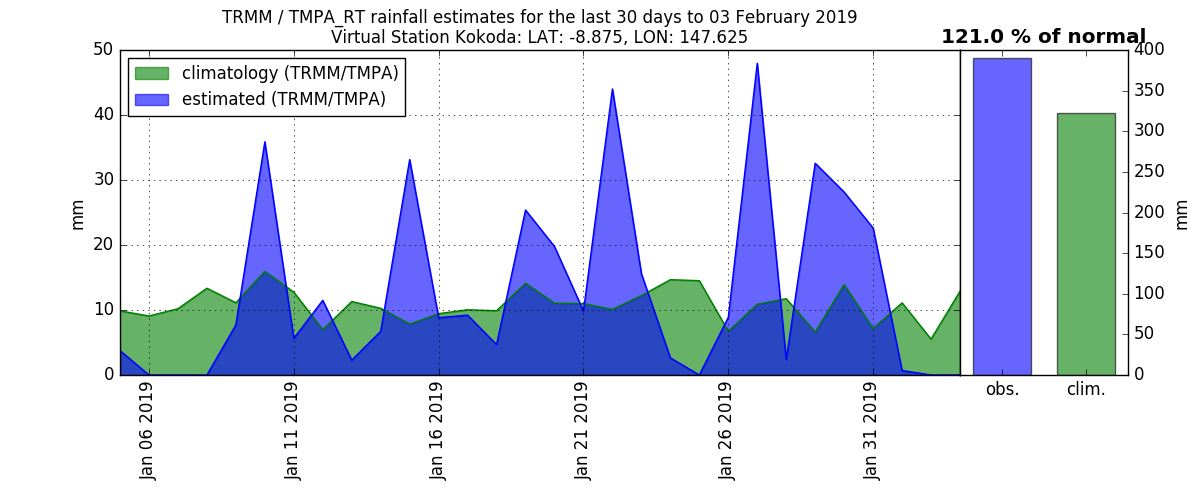 TRMM / TMPA_RT rainfall estimates for the last 30 days to 03 February 2019
Virtual Station Kokoda: LAT: -8.875, LON: 147.625
121.0 % of normal
climatology (TRMM/TMPA)
estimated (TRMM/TMPA)
50
40
30
20
10
0
mm
Jan 06 2019
Jan 11 2019
Jan 16 2019
Jan 21 2019
Jan 26 2019
Jan 31 2019
obs.
clim.
400
350
300
250
200
150
100
50
0
mm